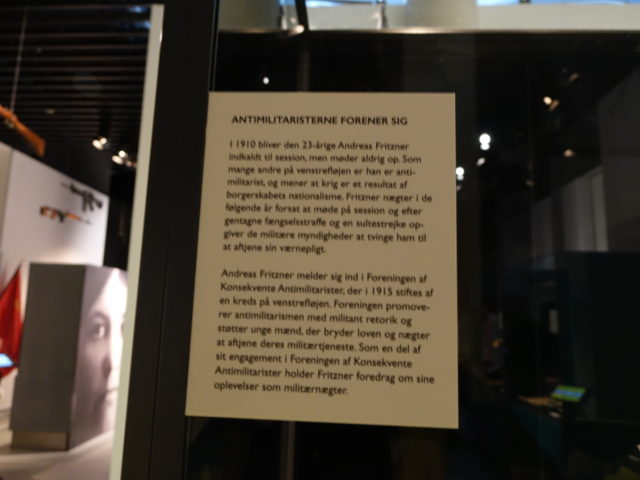 ANTIMILITARISTERNE FORENER SIG
I 1910 bliver den 23-årige Andreas Fritzner
indkaldt til session, men møder aldrig op. Som
mange andre på venstrefløjen er han er anti-
militarist, og mener at krig er et resultat af
borgerskabets nationalisme. Fritzner nægter i de
følgende år forsat at møde på session og efter
gentagne fængselsstraffe og en sultestrejke op-
giver de militære myndigheder at tvinge ham til
at aftjene sin værnepligt.
Andreas Fritzner melder sig ind i Foreningen af
Konsekvente Antimilitarister, der i 1915 stiftes af
en kreds på venstrefløjen. Foreningen promove-
rer antimilitarismen med militant retorik og
støtter unge mænd, der bryder loven og nægter
at aftjene deres militærtjeneste. Som en del af
sit engagement i Foreningen af Konsekvente
Antimilitarister holder Fritzner foredrag om sine
oplevelser som militærnægter.